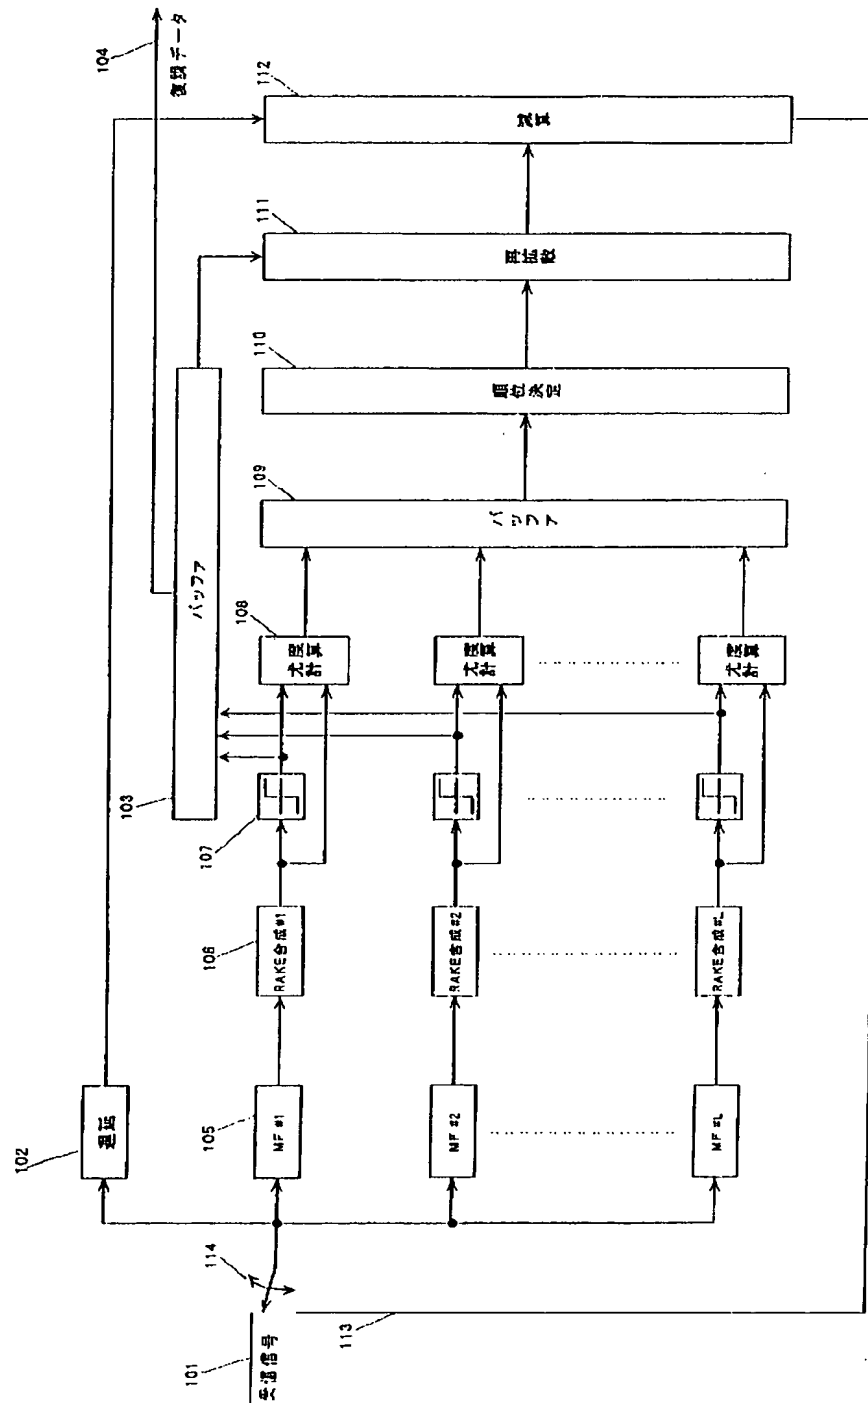 101
受信信号
114
113
102
遅延
105
MF #1
106
RAKE合成#1
107
108
尤度
計算
MF #2
RAKE合成#2
尤度
計算
MF #L
RAKE合成#L
尤度
計算
103
バッファ
104
復調データ
109
バッファ
110
順位決定
111
再拡散
112
減算